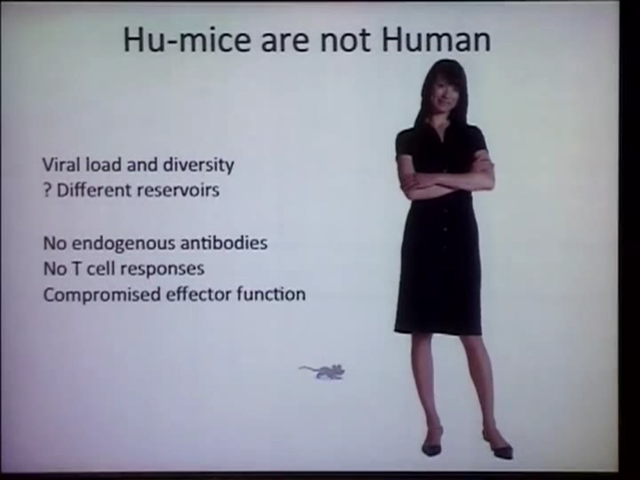 Hu-mice are not Human
Viral load and diversity
? Different reservoirs
No endogenous antibodies
No T cell responses
Compromised effector function